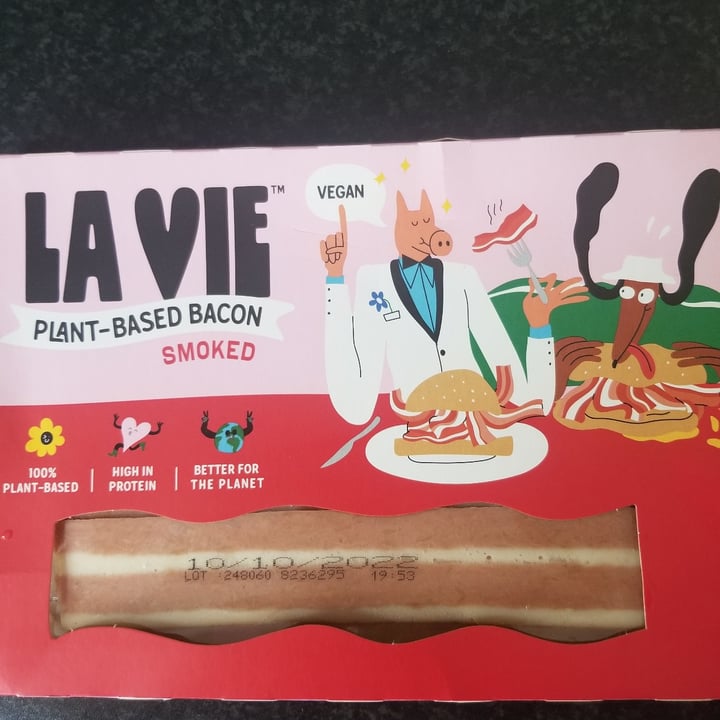 LA VIE™
PLANT-BASED BACON
SMOKED
VEGAN
100%
PLANT-BASED
HIGH IN
PROTEIN
BETTER FOR
THE PLANET
10/10/2022
LOT :248060 8236295 19:53